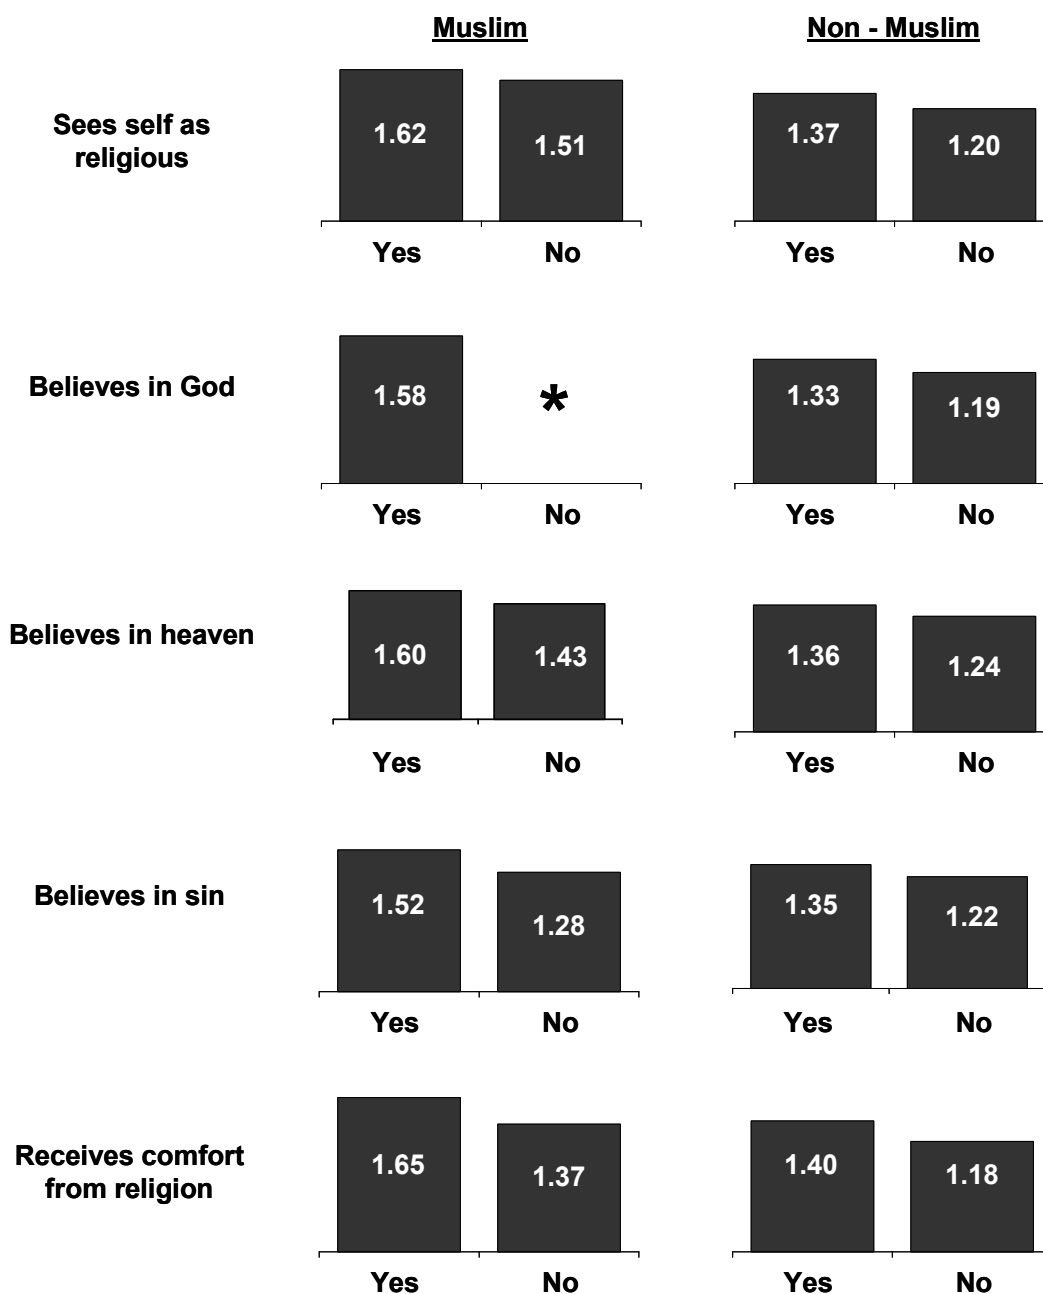 Muslim
Non - Muslim
Sees self as
religious
1.62
1.51
1.37
1.20
Yes
No
Yes
No
Believes in God
1.58
*
1.33
1.19
Yes
No
Yes
No
Believes in heaven
1.60
1.43
1.36
1.24
Yes
No
Yes
No
Believes in sin
1.52
1.28
1.35
1.22
Yes
No
Yes
No
Receives comfort
from religion
1.65
1.37
1.40
1.18
Yes
No
Yes
No